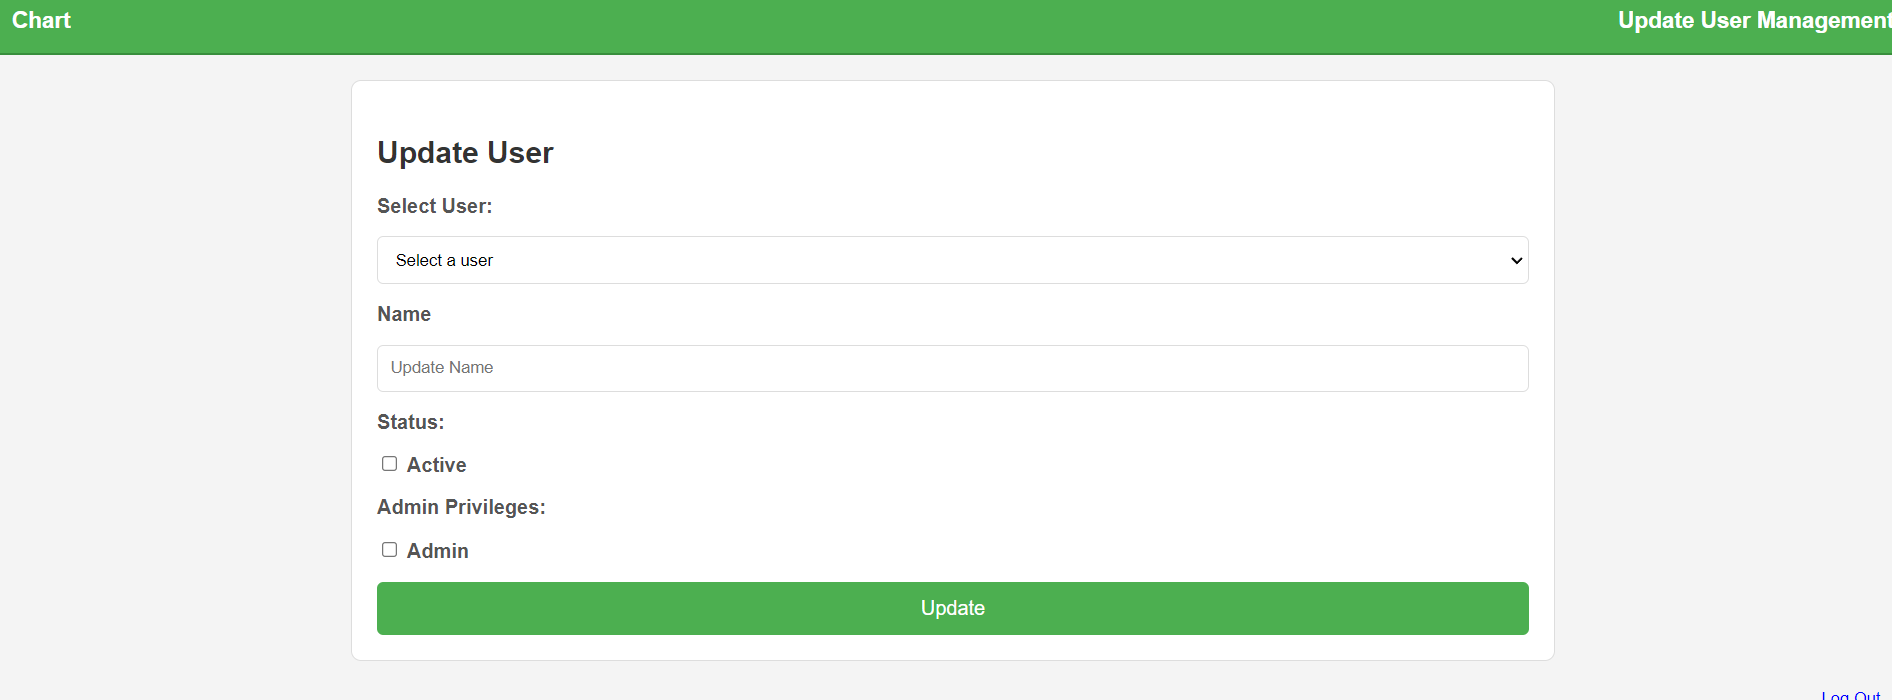 Chart
Update User Management
Update User
Select User:
Select a user
Name
Update Name
Status:
Active
Admin Privileges:
Admin
Update
Log Out